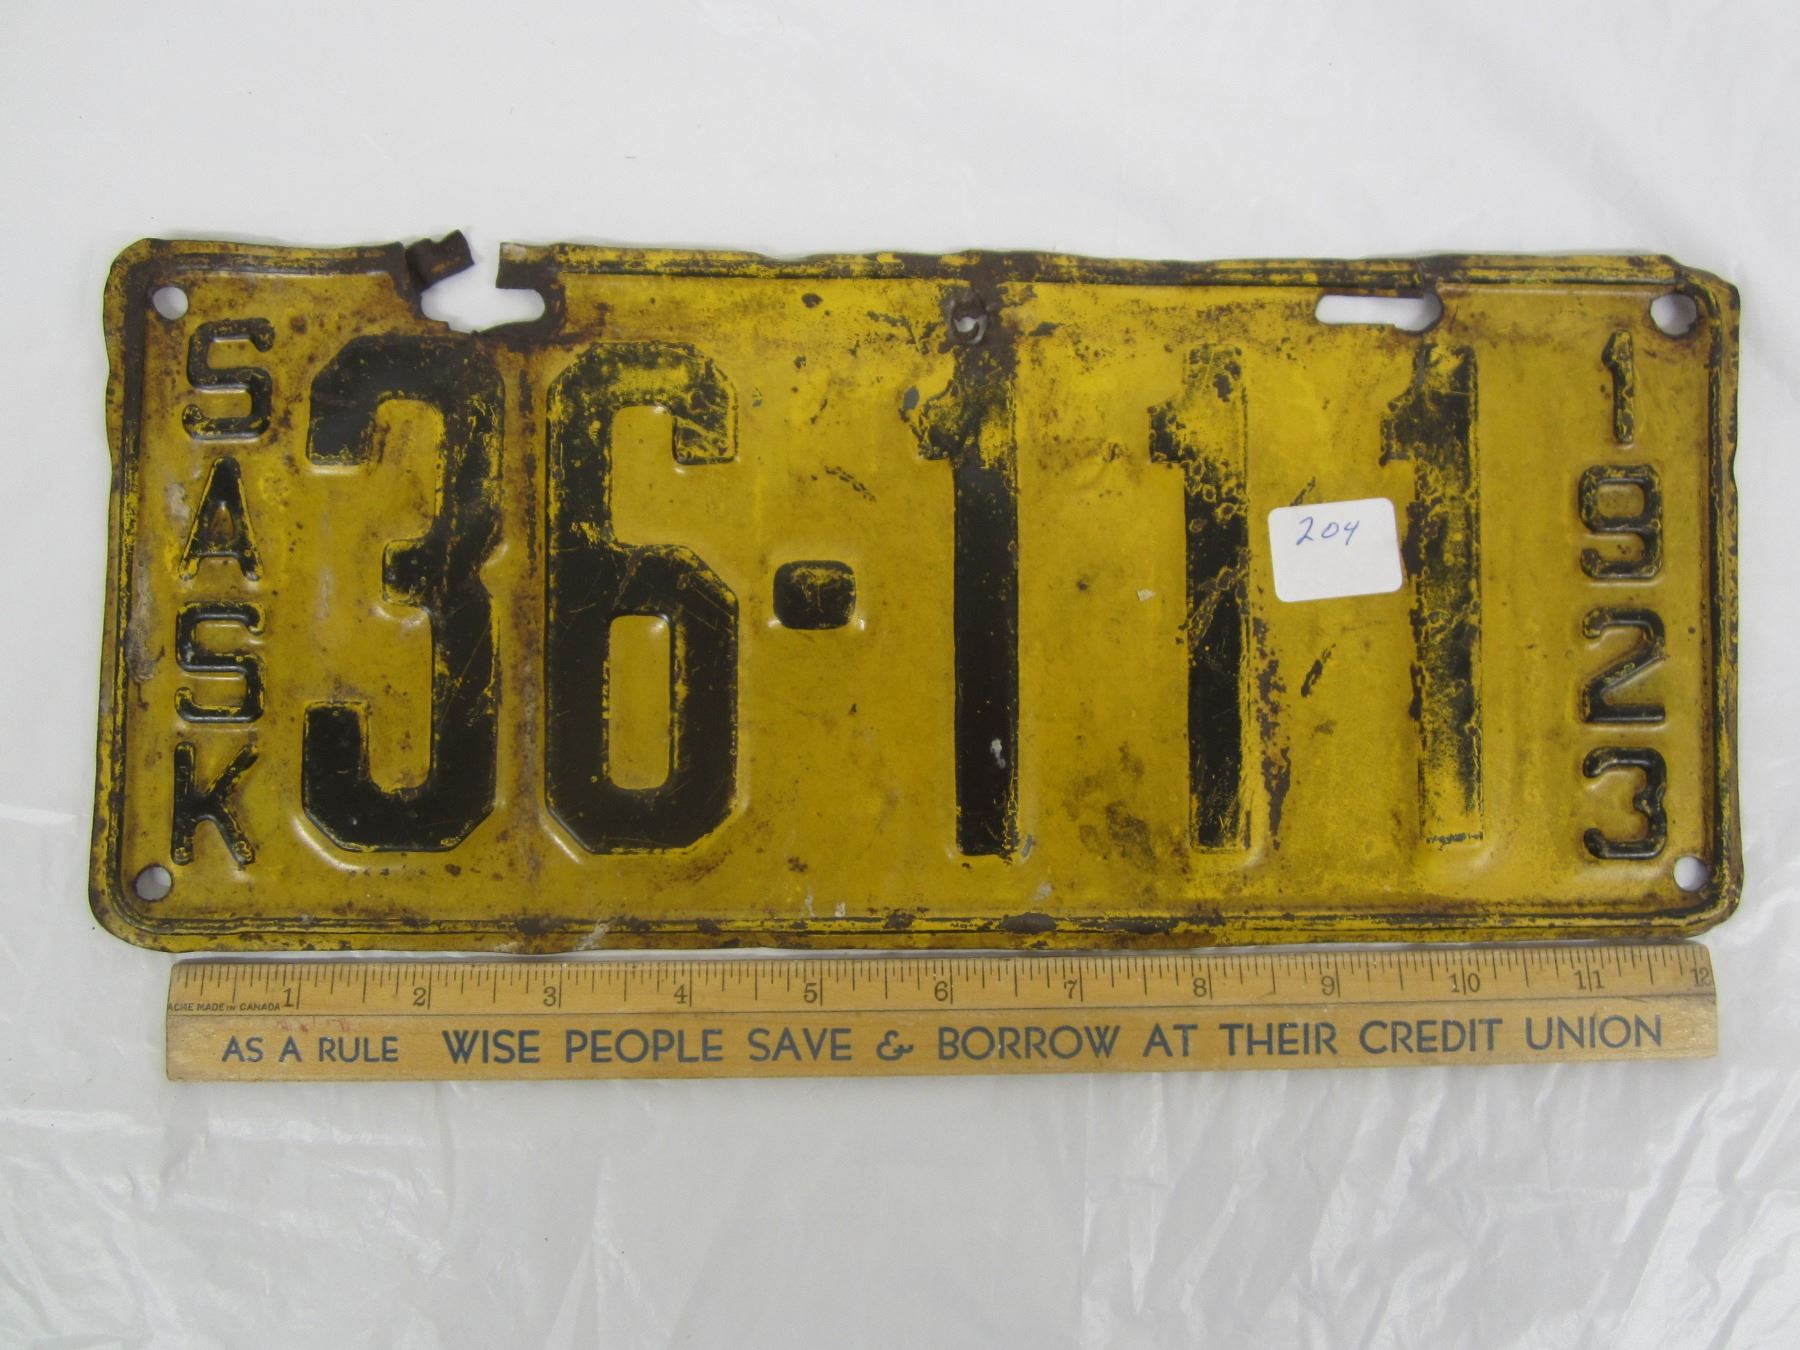 SASK
36-111
1923
204
1 2 3 4 5 6 7 8 9 10 11 12
ACME MADE IN CANADA
AS A RULE WISE PEOPLE SAVE & BORROW AT THEIR CREDIT UNION